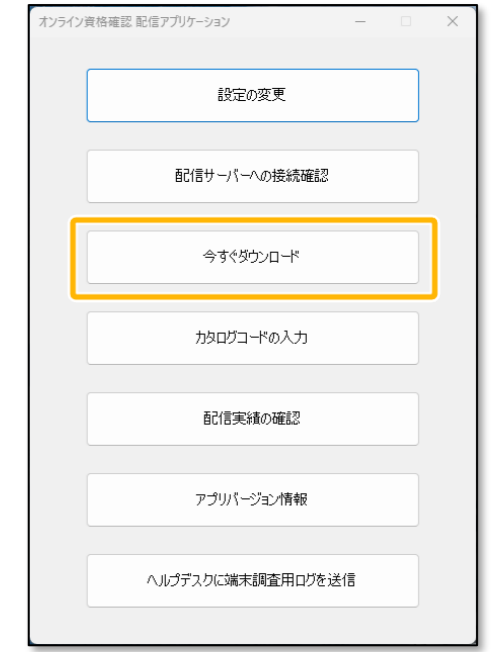 オンライン資格確認 配信アプリケーション
設定の変更
配信サーバーへの接続確認
今すぐダウンロード
カタログコードの入力
配信実績の確認
アプリバージョン情報
ヘルプデスクに端末調査用ログを送信